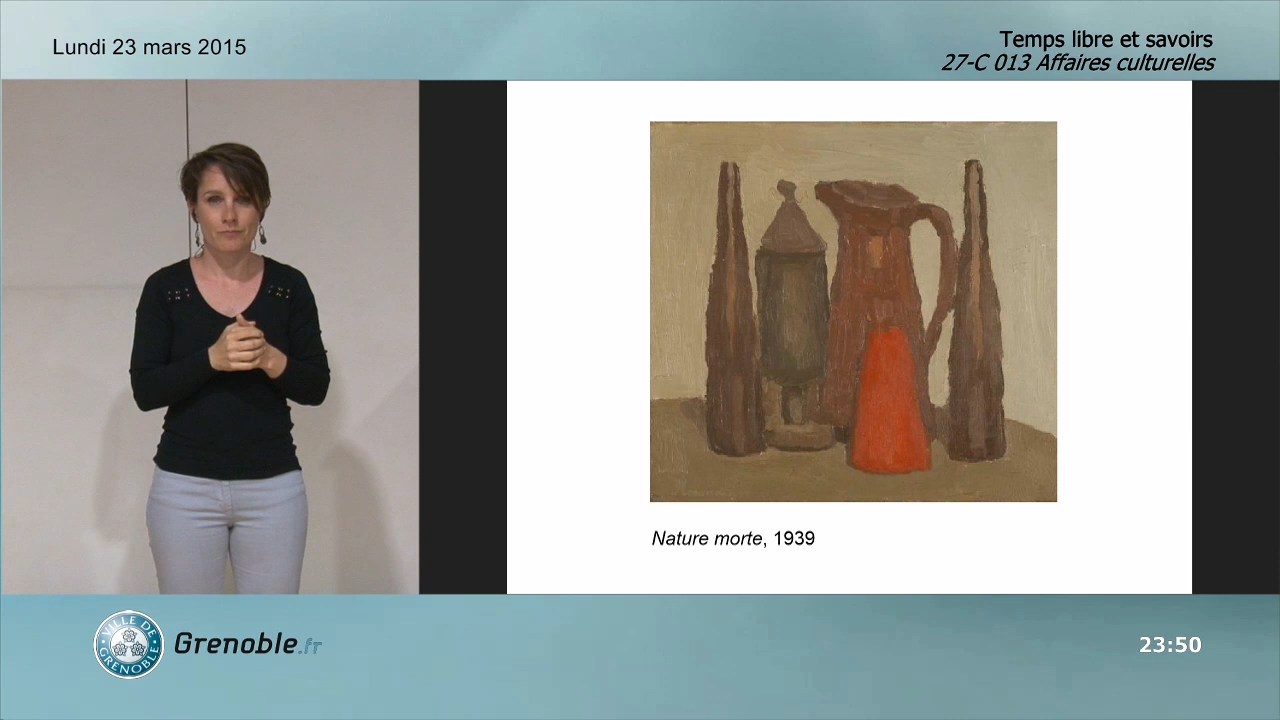 Lundi 23 mars 2015
Temps libre et savoirs
27-C 013 Affaires culturelles
Nature morte, 1939
VILLE DE GRENOBLE
Grenoble.fr
23:50